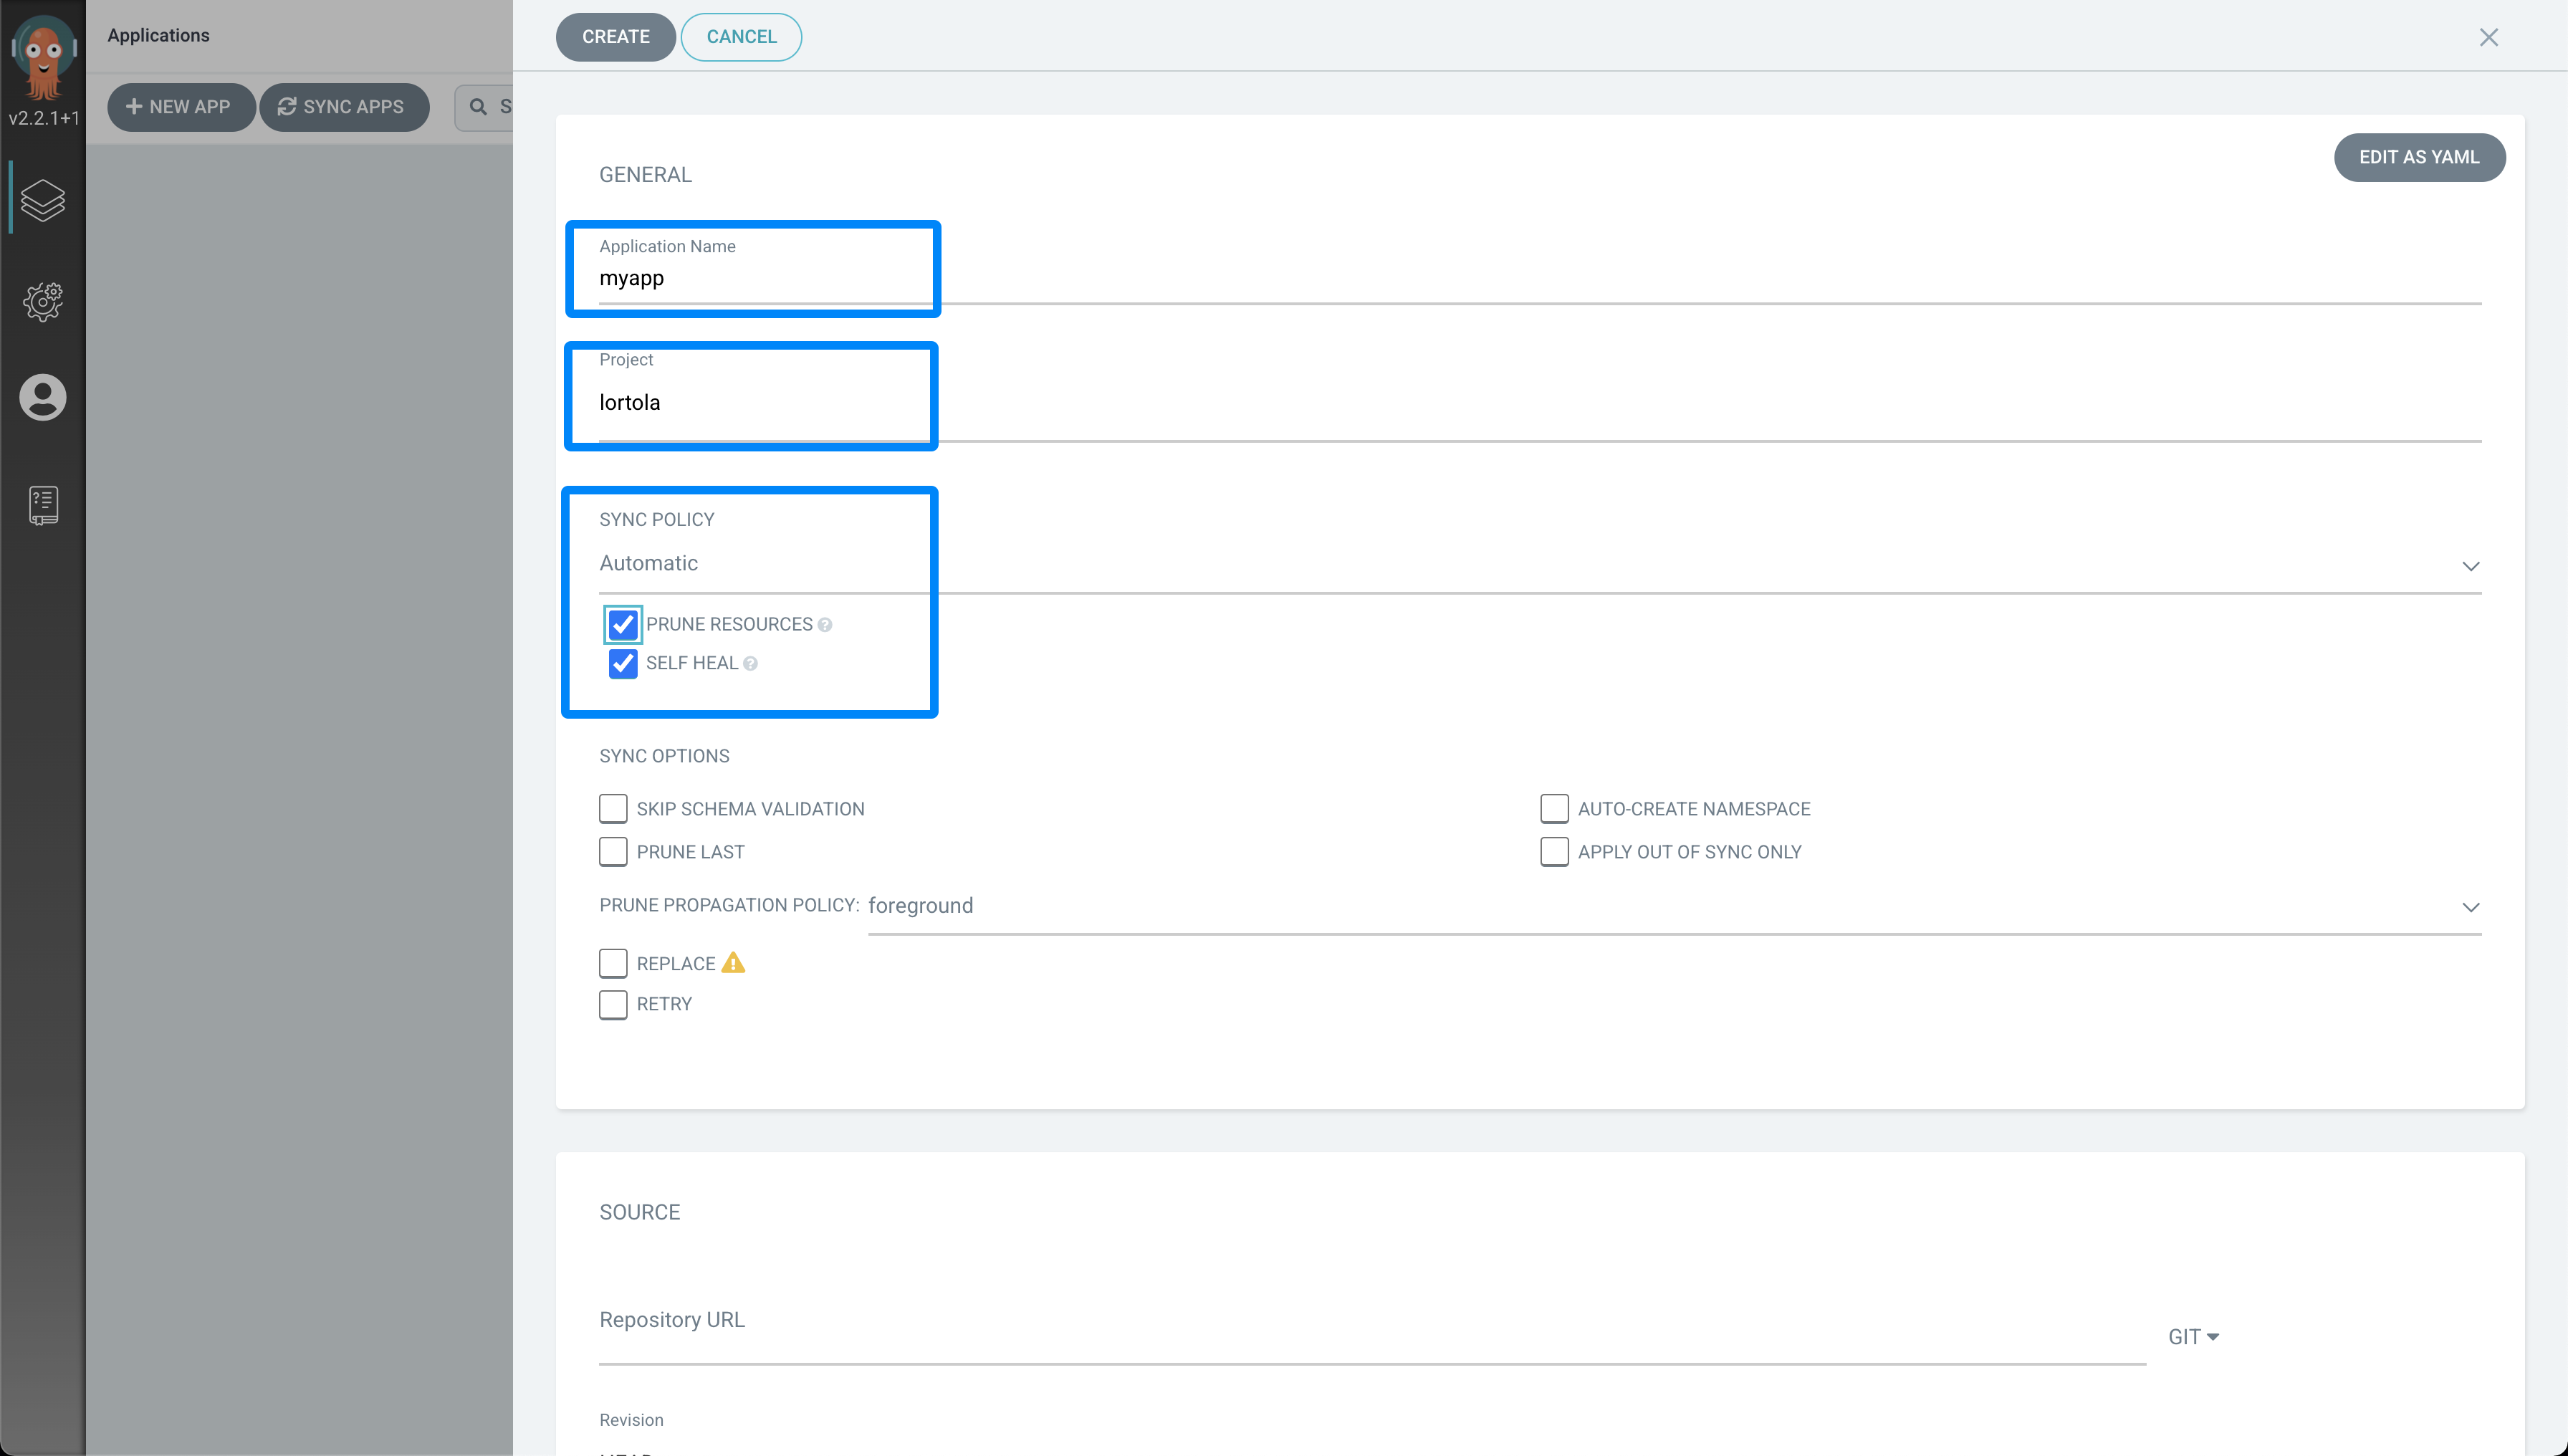 Applications
v2.2.1+1
NEW APP
SYNC APPS
S
CREATE
CANCEL
GENERAL
EDIT AS YAML
Application Name
myapp
Project
lortola
SYNC POLICY
Automatic
PRUNE RESOURCES
SELF HEAL
SYNC OPTIONS
SKIP SCHEMA VALIDATION
AUTO-CREATE NAMESPACE
PRUNE LAST
APPLY OUT OF SYNC ONLY
PRUNE PROPAGATION POLICY: foreground
REPLACE
RETRY
SOURCE
Repository URL
GIT
Revision